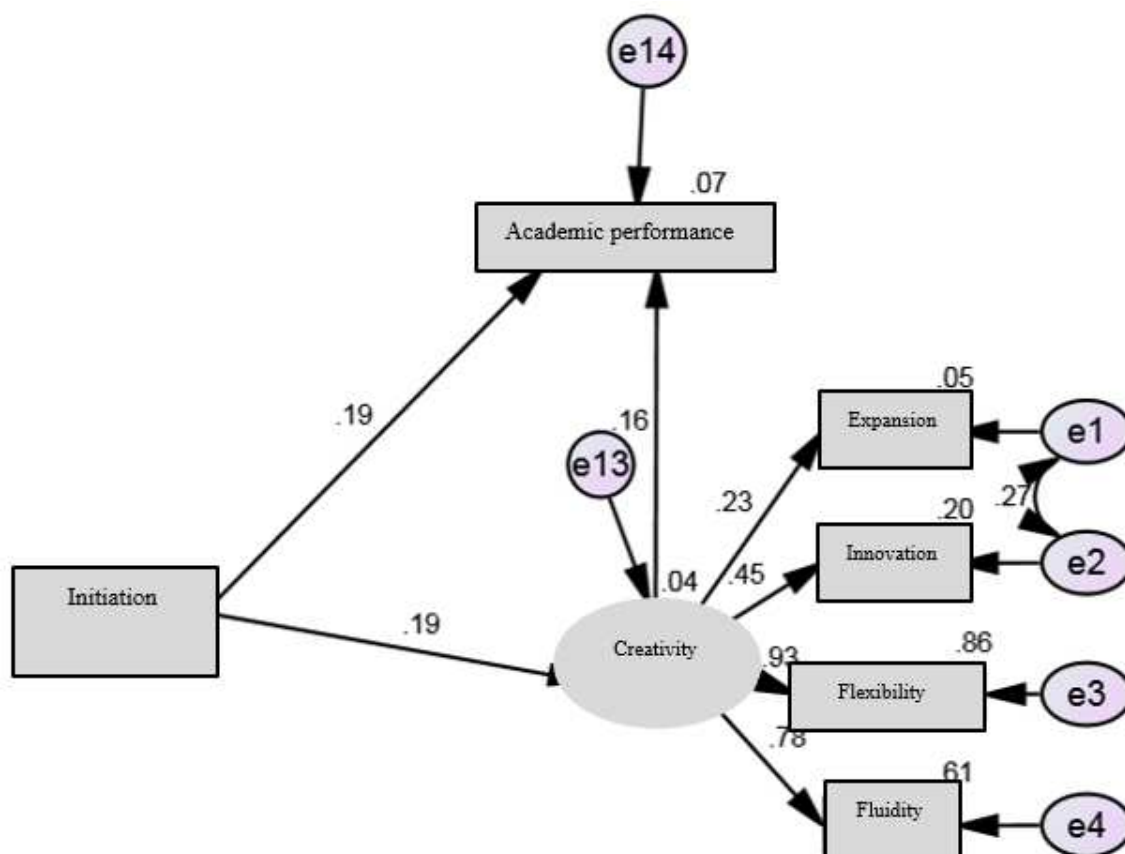 e14
.07
Academic performance
.19
.16
e13
.05
Expansion
e1
.23
.27
.20
Innovation
e2
.45
.04
Initiation
.19
Creativity
.93
.86
Flexibility
e3
.78
61
Fluidity
e4